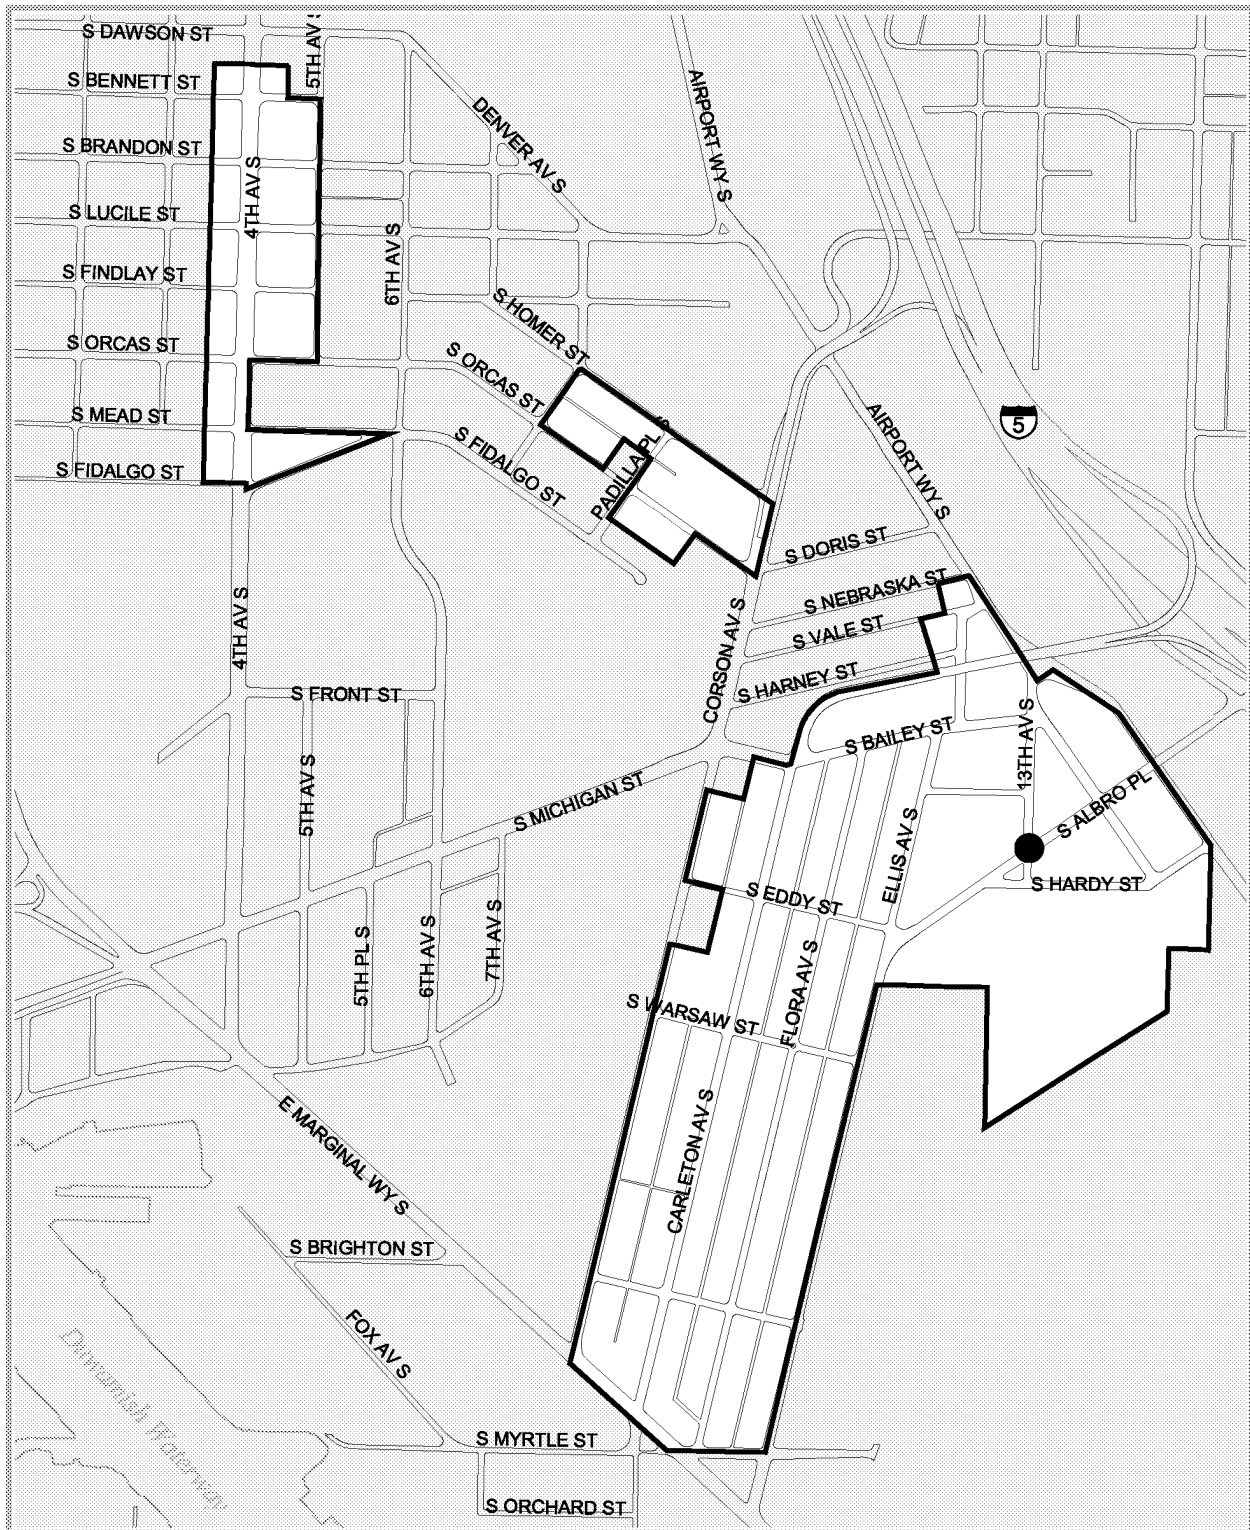 S DAWSON ST
5TH AV S
S BENNETT ST
AIRPORT WY S
DENVER AV S
S BRANDON ST
4TH AV S
S LUCILE ST
6TH AV S
S FINDLAY ST
S HOMER ST
S ORCAS ST
S ORCAS ST
S MEAD ST
5
AIRPORT WY S
S FIDALGO ST
S FIDALGO ST
PADILLA PL S
S DORIS ST
S NEBRASKA ST
4TH AV S
S VALE ST
CORSON AV S
S HARNEY ST
S FRONT ST
S BAILEY ST
13TH AV S
5TH AV S
S MICHIGAN ST
S ALBRO PL
ELLIS AV S
S HARDY ST
S EDDY ST
5TH PL S
6TH AV S
7TH AV S
FLORA AV S
S WARSAW ST
E MARGINAL WY S
CARLETON AV S
S BRIGHTON ST
FOX AV S
Duwamish Waterway
S MYRTLE ST
S ORCHARD ST